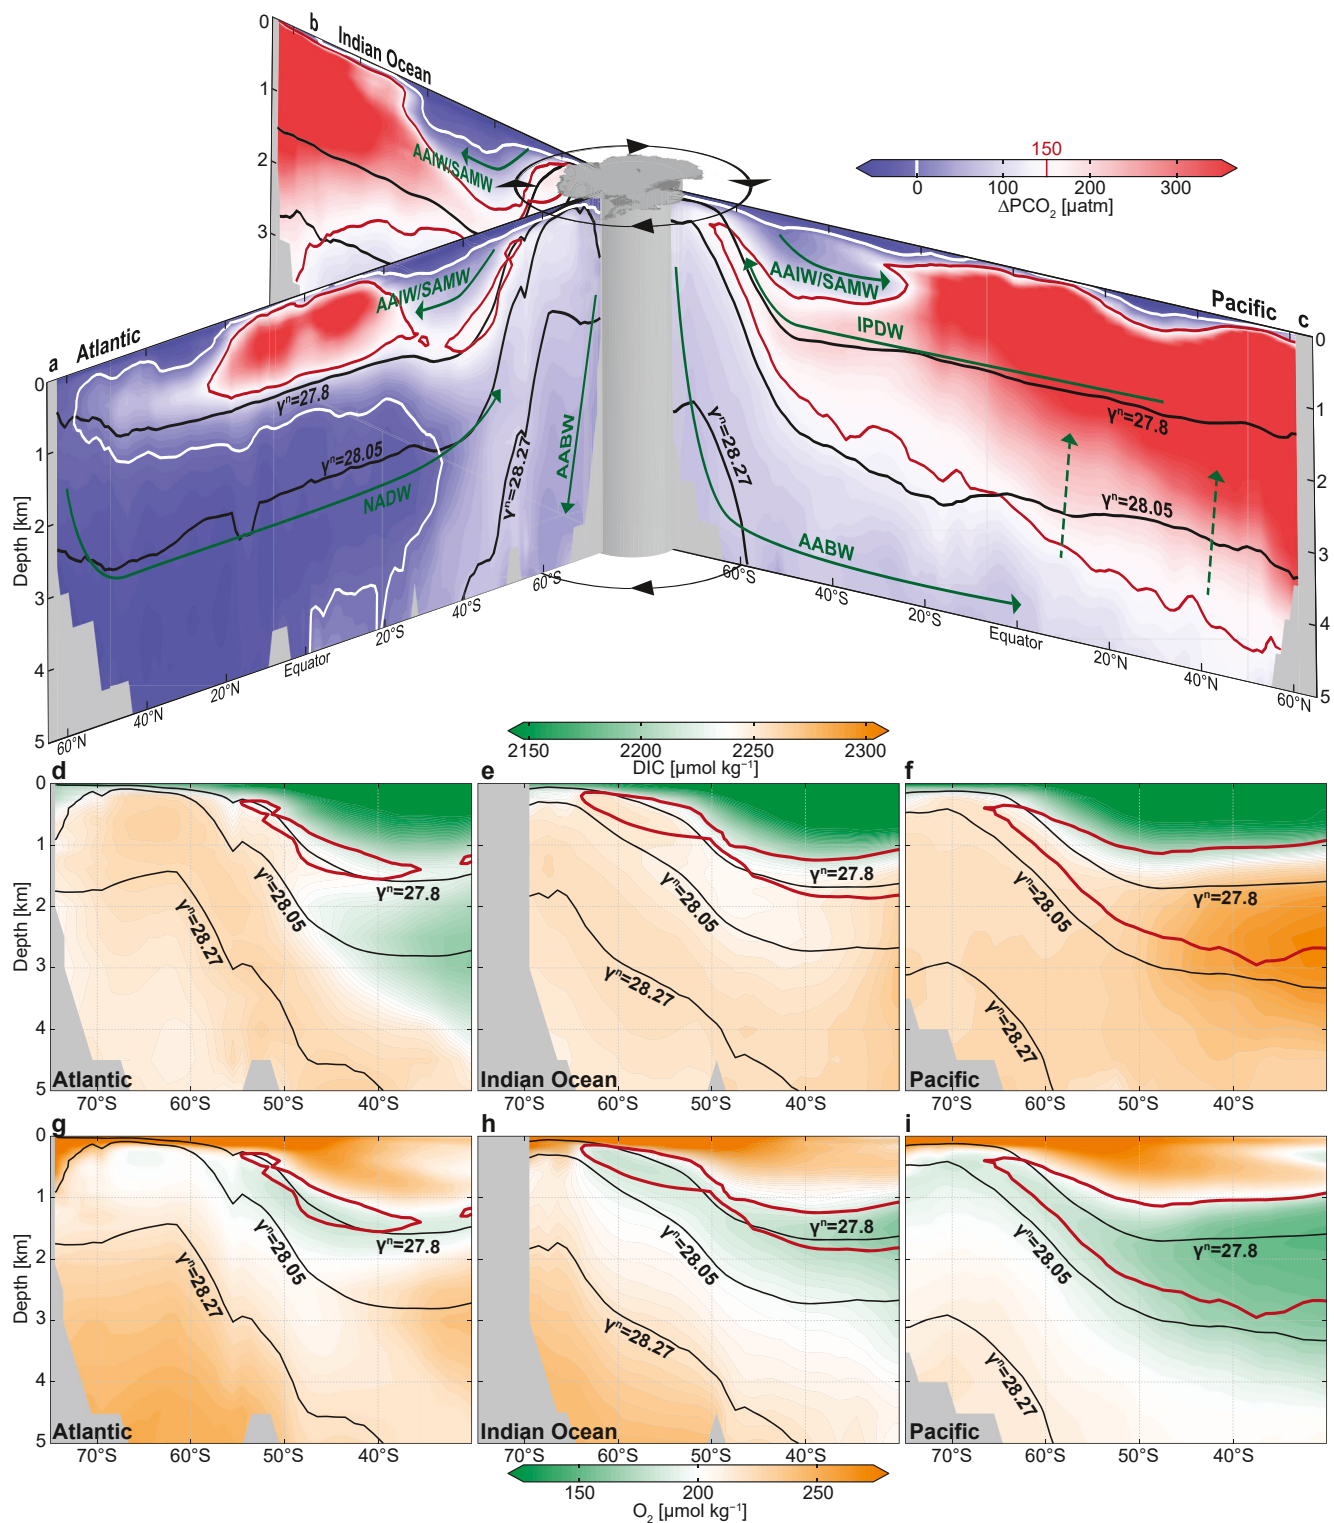 b
Indian Ocean
0
1
2
3
AAIW/SAMW
150
0
100
200
300
ΔPCO₂ [µatm]
a
Atlantic
AAIW/SAMW
γⁿ=27.8
γⁿ=28.05
NADW
γⁿ=28.27
AABW
0
1
2
3
4
5
Depth [km]
60°N
40°N
20°N
Equator
20°S
40°S
60°S
Pacific
c
AAIW/SAMW
IPDW
γⁿ=27.8
γⁿ=28.05
γⁿ=28.27
AABW
0
1
2
3
4
5
60°S
40°S
20°S
Equator
20°N
40°N
60°N
2150
2200
2250
2300
DIC [µmol kg⁻¹]
d
0
1
2
3
4
5
Depth [km]
γⁿ=27.8
γⁿ=28.05
γⁿ=28.27
Atlantic
70°S
60°S
50°S
40°S
e
γⁿ=27.8
γⁿ=28.05
γⁿ=28.27
Indian Ocean
70°S
60°S
50°S
40°S
f
γⁿ=27.8
γⁿ=28.05
γⁿ=28.27
Pacific
70°S
60°S
50°S
40°S
g
0
1
2
3
4
5
Depth [km]
γⁿ=27.8
γⁿ=28.05
γⁿ=28.27
Atlantic
70°S
60°S
50°S
40°S
h
γⁿ=27.8
γⁿ=28.05
γⁿ=28.27
Indian Ocean
70°S
60°S
50°S
40°S
i
γⁿ=27.8
γⁿ=28.05
γⁿ=28.27
Pacific
70°S
60°S
50°S
40°S
150
200
250
O₂ [µmol kg⁻¹]